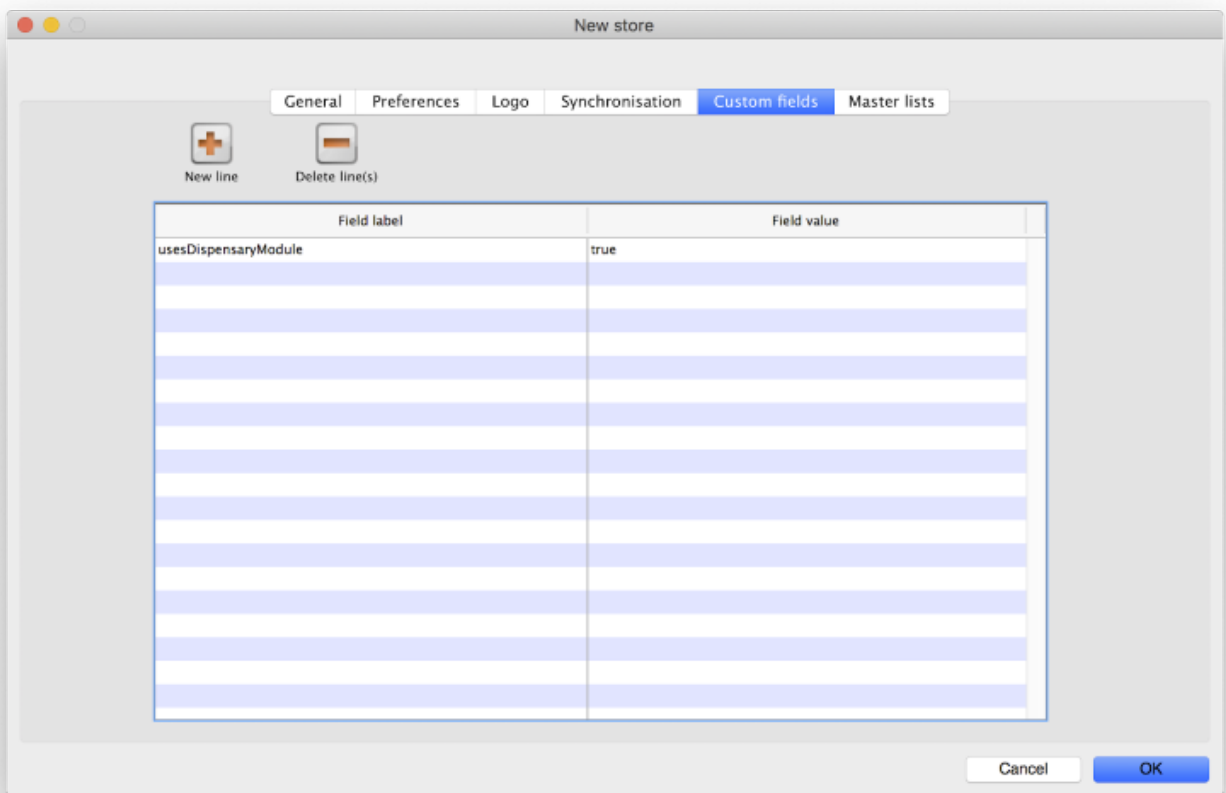 New store
General Preferences Logo Synchronisation Custom fields Master lists
New line Delete line(s)
Field label Field value
usesDispensaryModule true
Cancel OK